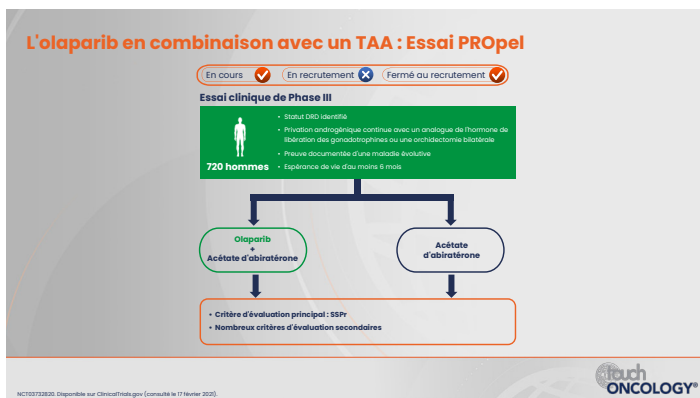 L'olaparib en combinaison avec un TAA : Essai PROpel
En cours En recrutement Fermé au recrutement
Essai clinique de Phase III
• Statut DRD identifié
• Privation androgénique continue avec un analogue de l'hormone de
libération des gonadotrophines ou une orchidectomie bilatérale
• Preuve documentée d'une maladie évolutive
• Espérance de vie d'au moins 6 mois
720 hommes
Olaparib
+
Acétate d'abiratérone
Acétate
d'abiratérone
• Critère d'évaluation principal : SSPr
• Nombreux critères d'évaluation secondaires
NCT03732820. Disponible sur ClinicalTrials.gov (consulté le 17 février 2021).
touch
ONCOLOGY®